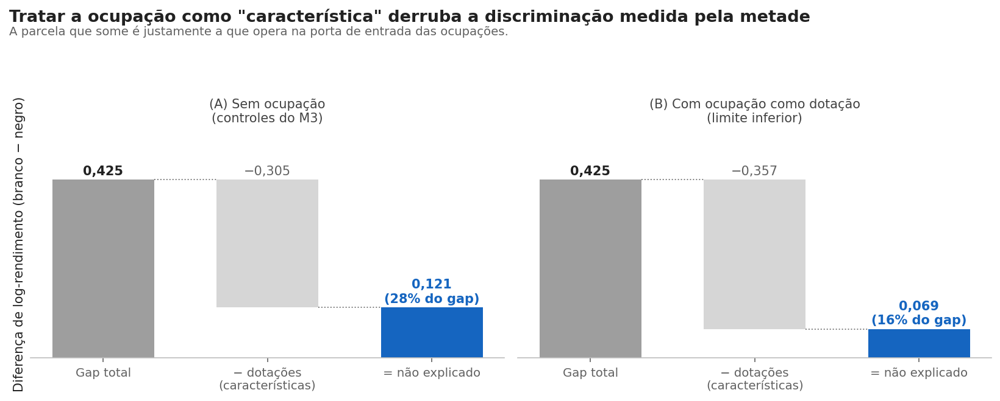 Tratar a ocupação como "característica" derruba a discriminação medida pela metade
A parcela que some é justamente a que opera na porta de entrada das ocupações.
Diferença de log-rendimento (branco − negro)
(A) Sem ocupação
(controles do M3)
0,425
−0,305
0,121
(28% do gap)
Gap total
− dotações
(características)
= não explicado
(B) Com ocupação como dotação
(limite inferior)
0,425
−0,357
0,069
(16% do gap)
Gap total
− dotações
(características)
= não explicado